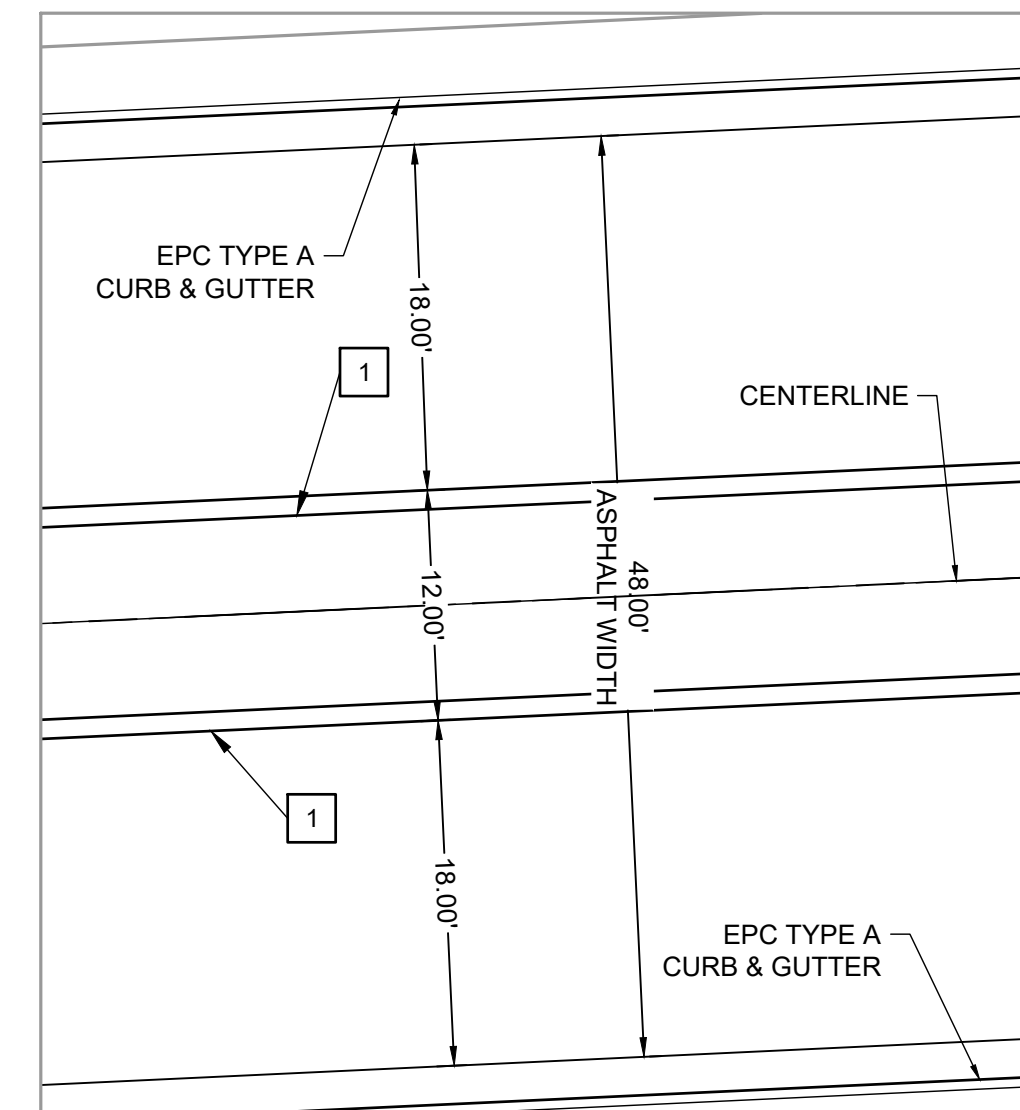 EPC TYPE A
CURB & GUTTER
18.00'
1
CENTERLINE
ASPHALT WIDTH
48.00'
12.00'
1
18.00'
EPC TYPE A
CURB & GUTTER